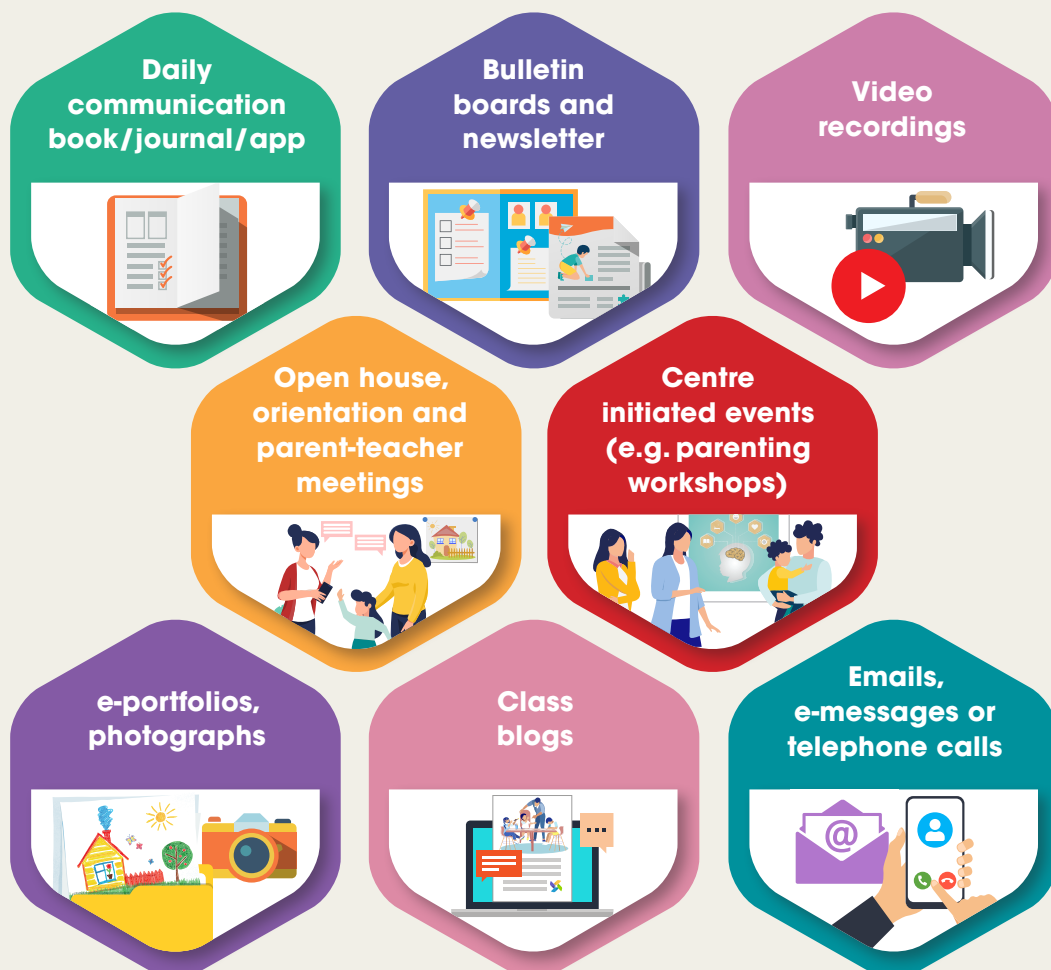 Daily
communication
book/journal/app
Bulletin
boards and
newsletter
Video
recordings
Open house,
orientation and
parent-teacher
meetings
Centre
initiated events
(e.g. parenting
workshops)
e-portfolios,
photographs
Class
blogs
Emails,
e-messages or
telephone calls
@